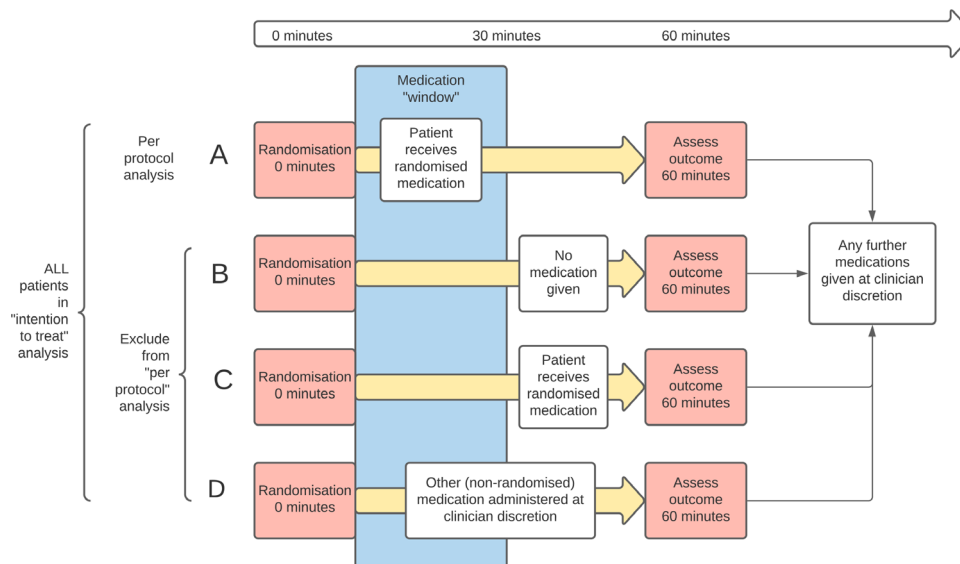 0 minutes
30 minutes
60 minutes
Medication
"window"
Per
protocol
analysis
A
Randomisation
0 minutes
Patient
receives
randomised
medication
Assess
outcome
60 minutes
ALL
patients
in
"intention
to treat"
analysis
Exclude
from
"per
protocol"
analysis
B
Randomisation
0 minutes
No
medication
given
Assess
outcome
60 minutes
Any further
medications
given at clinician
discretion
C
Randomisation
0 minutes
Patient
receives
randomised
medication
Assess
outcome
60 minutes
D
Randomisation
0 minutes
Other (non-randomised)
medication administered at
clinician discretion
Assess
outcome
60 minutes